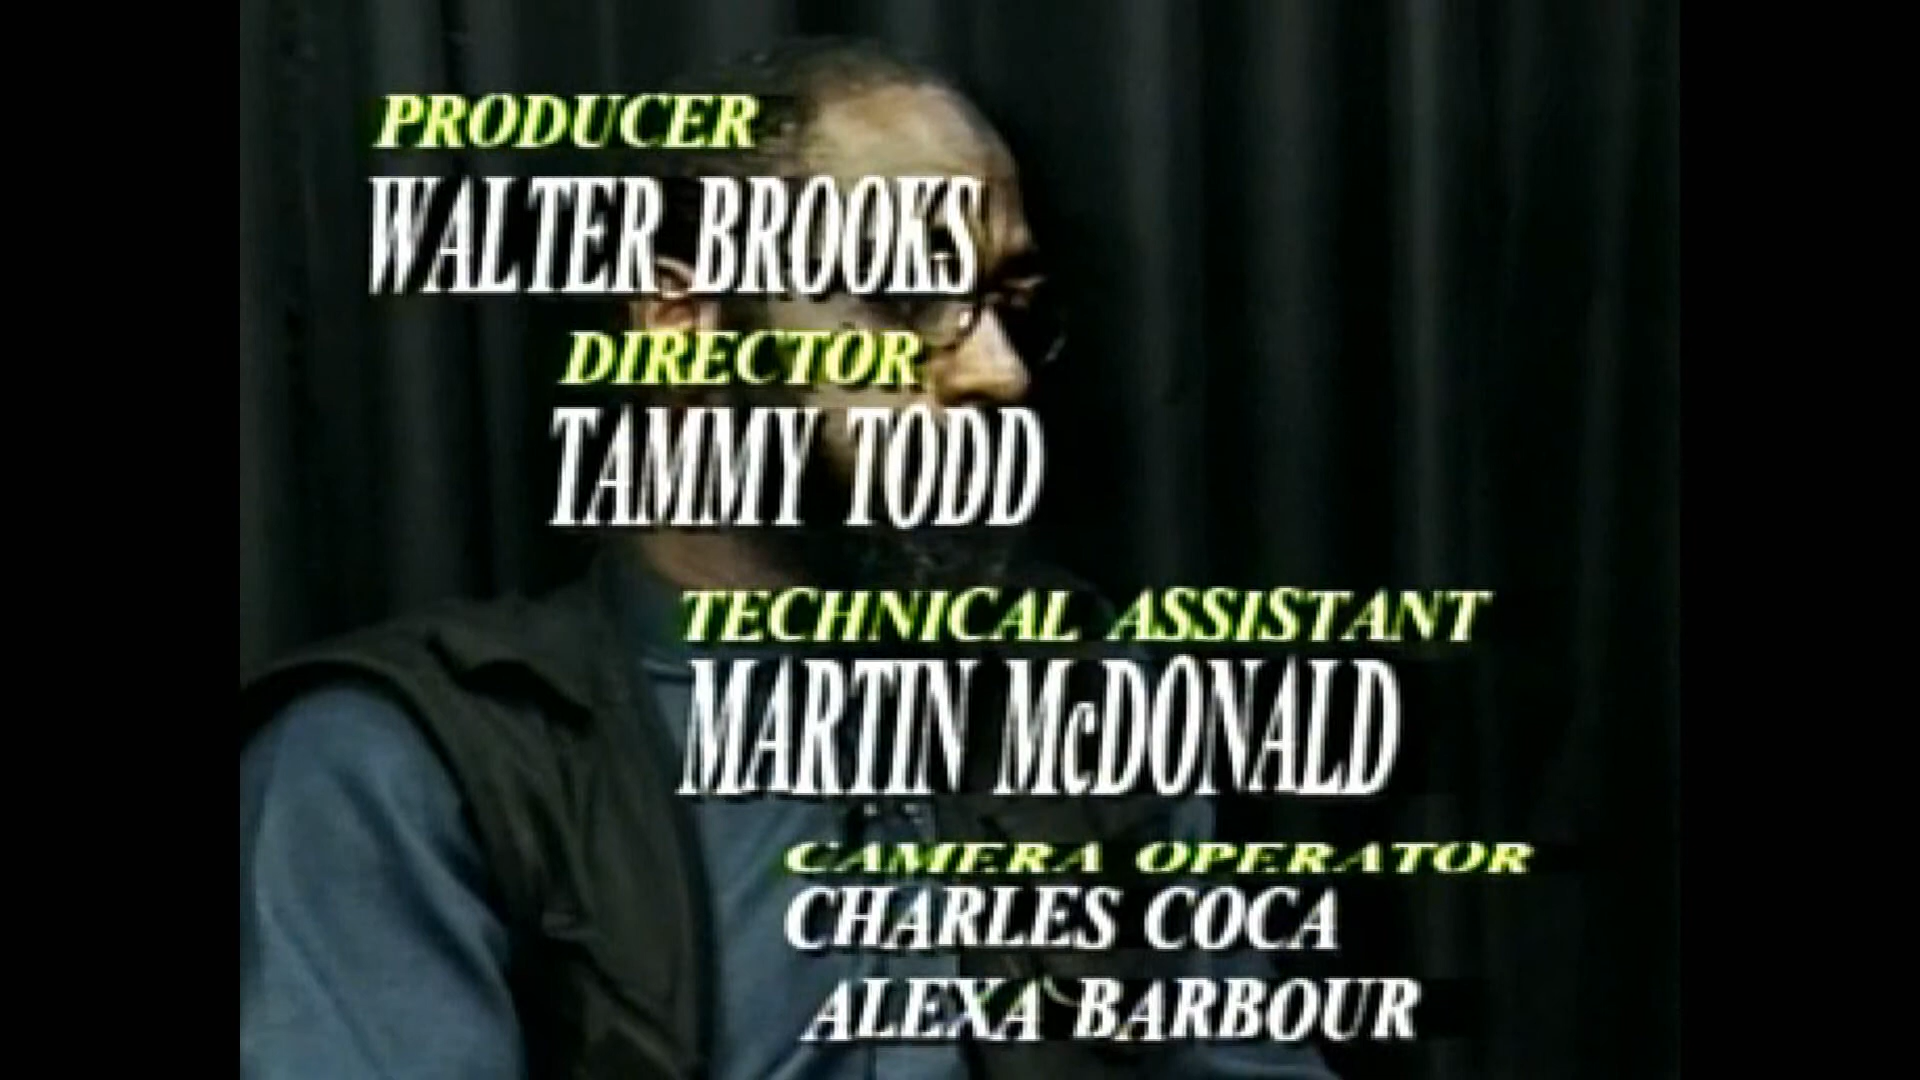 PRODUCER
WALTER BROOKS
DIRECTOR
TAMMY TODD
TECHNICAL ASSISTANT
MARTIN McDONALD
CAMERA OPERATOR
CHARLES COCA
ALEXA BARBOUR